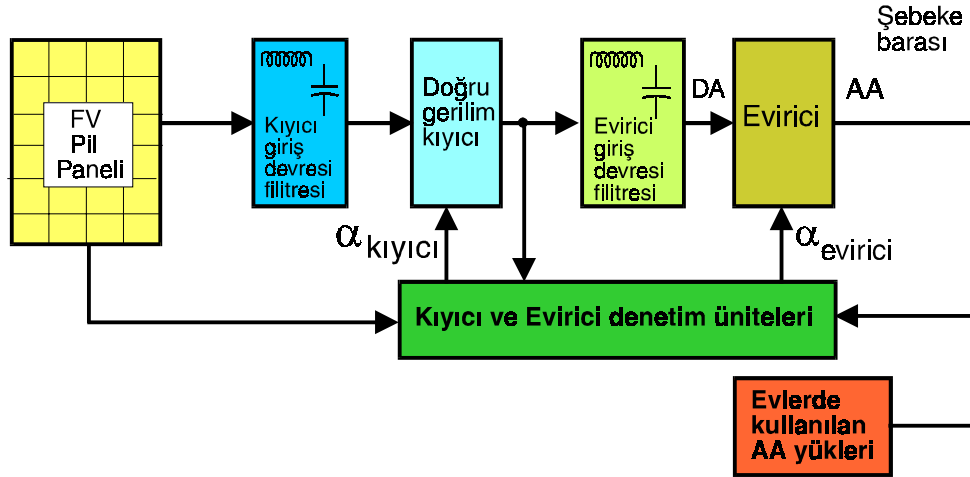 Şebeke
barası
FV
Pil
Paneli
Kıyıcı
giriş
devresi
filitresi
Doğru
gerilim
kıyıcı
Evirici
giriş
devresi
filitresi
DA
Evirici
AA
α kıyıcı
α evirici
Kıyıcı ve Evirici denetim üniteleri
Evlerde
kullanılan
AA yükleri